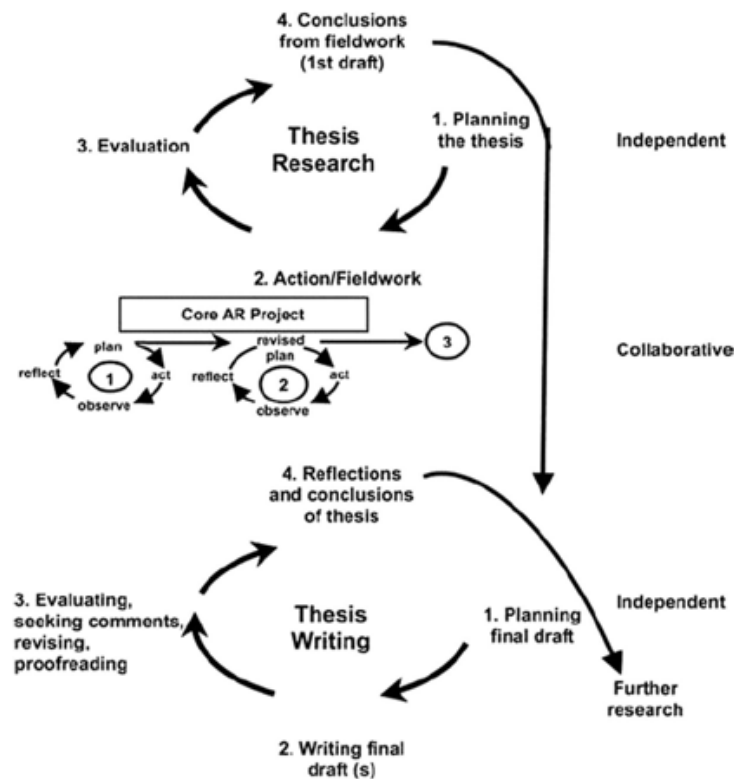 4. Conclusions
from fieldwork
(1st draft)
1. Planning
the thesis
3. Evaluation
Thesis
Research
Independent
2. Action/Fieldwork
Core AR Project
plan
reflect
1
act
observe
revised
plan
reflect
2
act
observe
3
Collaborative
4. Reflections
and conclusions
of thesis
3. Evaluating,
seeking comments,
revising,
proofreading
Thesis
Writing
1. Planning
final draft
Independent
Further
research
2. Writing final
draft (s)